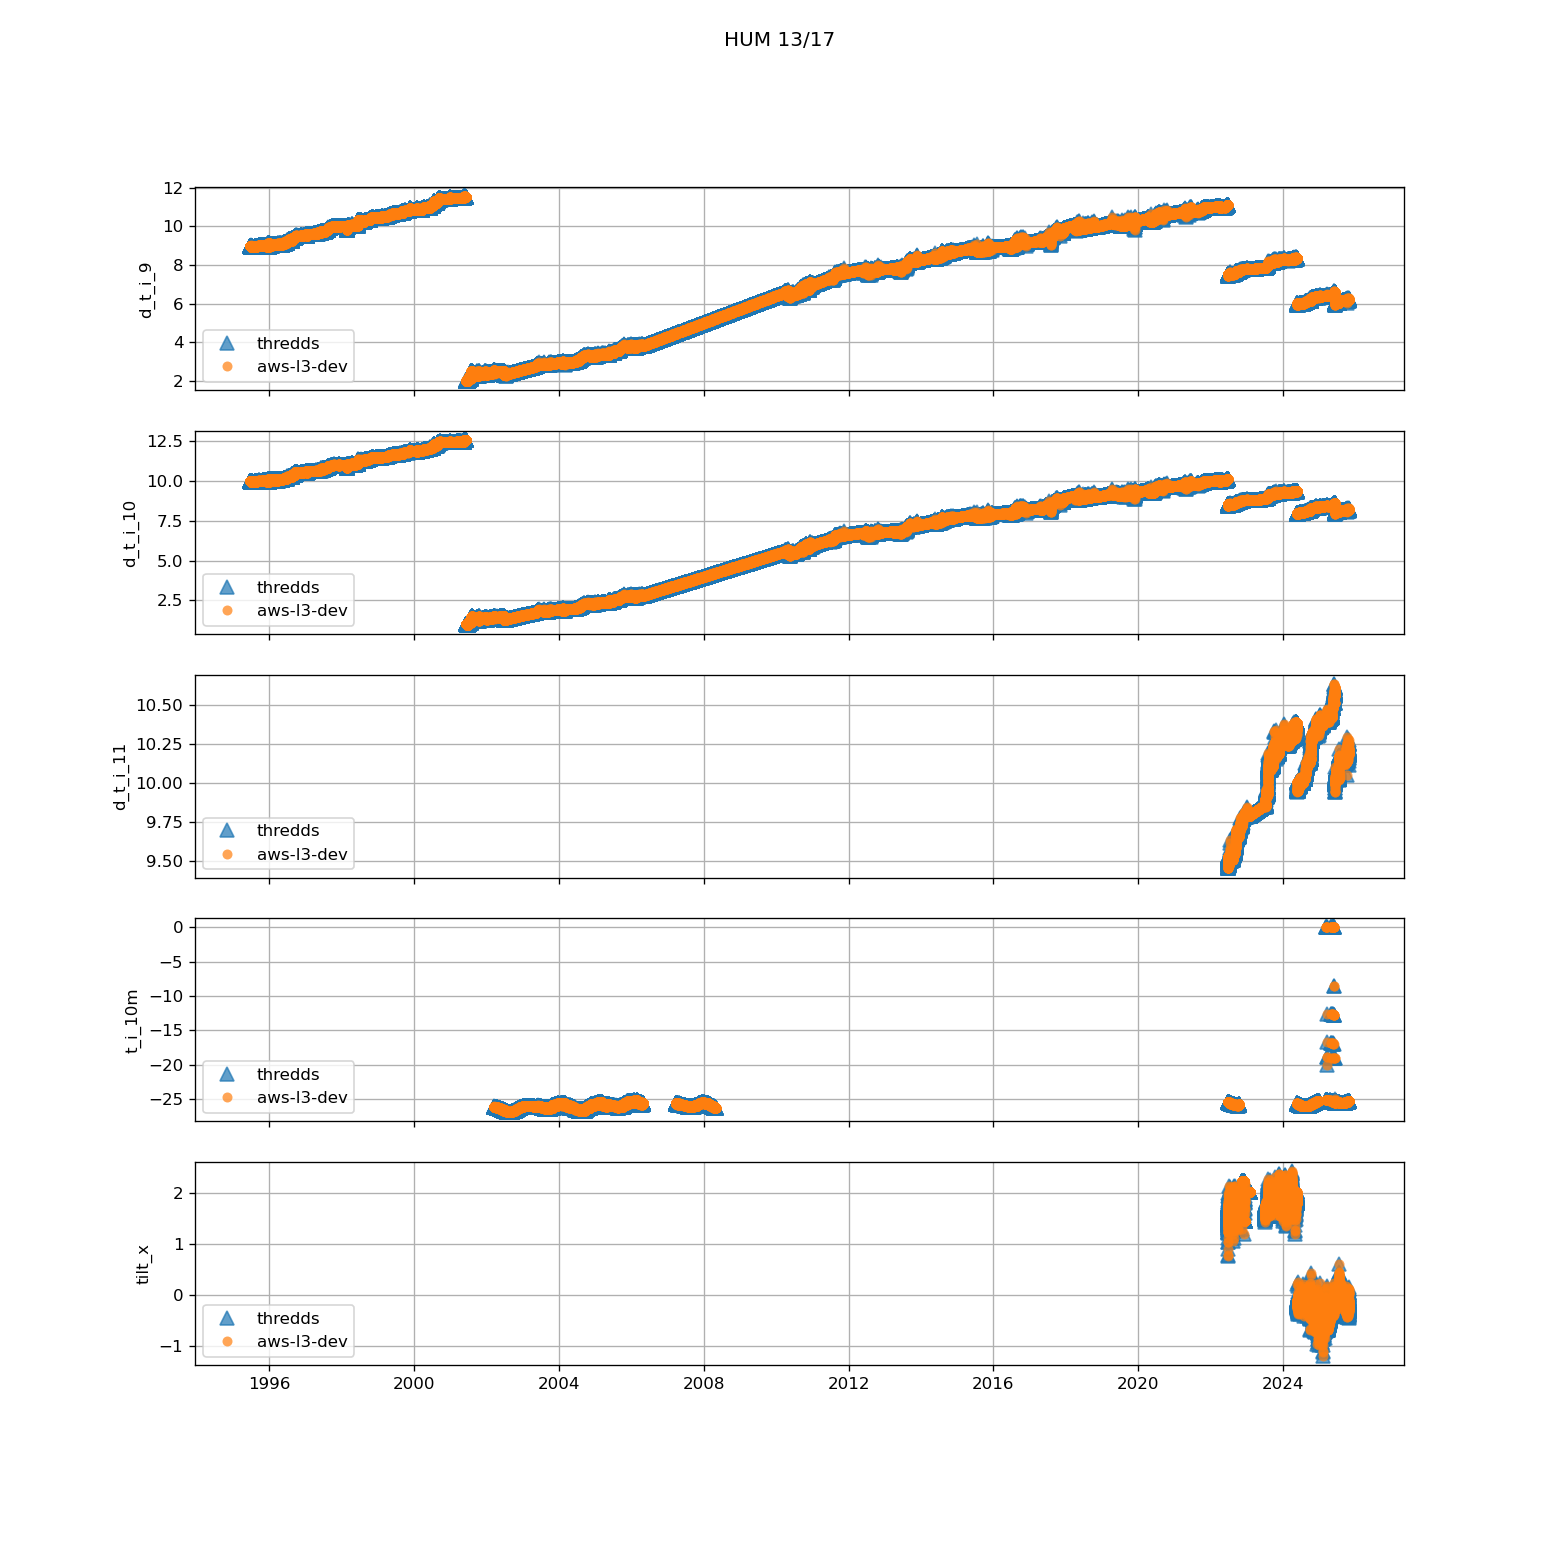 HUM 13/17
12
10
8
6
4
2
d_t_i_9
thredds
aws-l3-dev
12.5
10.0
7.5
5.0
2.5
d_t_i_10
thredds
aws-l3-dev
10.50
10.25
10.00
9.75
9.50
d_t_i_11
thredds
aws-l3-dev
0
−5
−10
−15
−20
−25
t_i_10m
thredds
aws-l3-dev
2
1
0
−1
tilt_x
thredds
aws-l3-dev
1996 2000 2004 2008 2012 2016 2020 2024